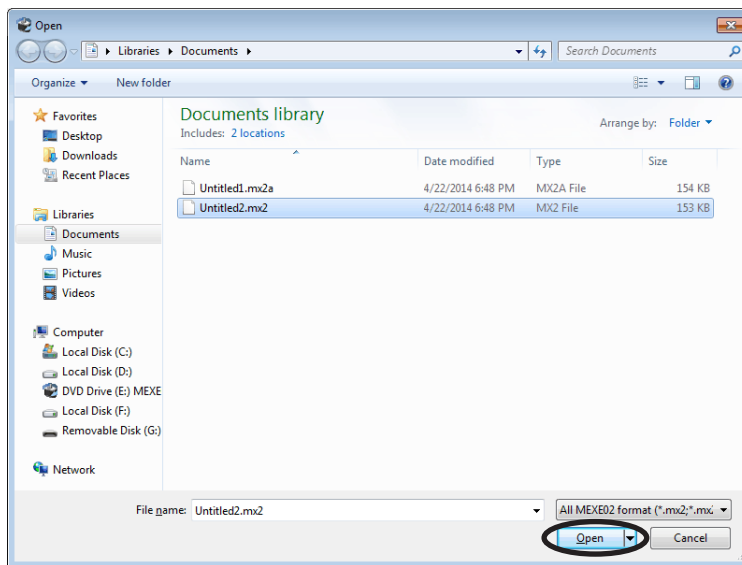 Open
Libraries Documents Search Documents
Organize New folder
Favorites
Desktop
Downloads
Recent Places
Libraries
Documents
Music
Pictures
Videos
Computer
Local Disk (C:)
Local Disk (D:)
DVD Drive (E:) MEXE
Local Disk (F:)
Removable Disk (G:)
Network
Documents library
Includes: 2 locations
Arrange by: Folder
Name Date modified Type Size
Untitled1.mx2a 4/22/2014 6:48 PM MX2A File 154 KB
Untitled2.mx2 4/22/2014 6:48 PM MX2 File 153 KB
File name: Untitled2.mx2 All MEXE02 format (*.mx2;*.mx
Open Cancel